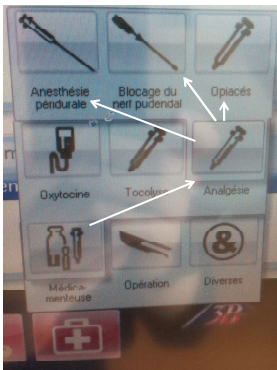 Anesthésie
péridurale
Blocage du
nerf pudendal
Opiacés
Oxytocine
Tocolyse
Analgésie
Médica-
menteuse
Opération
Diverses
&